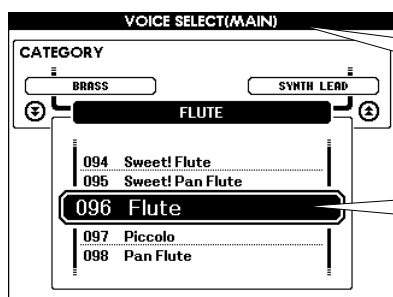 VOICE SELECT(MAIN)
CATEGORY
BRASS
SYNTH LEAD
FLUTE
094 Sweet! Flute
095 Sweet! Pan Flute
096 Flute
097 Piccolo
098 Pan Flute